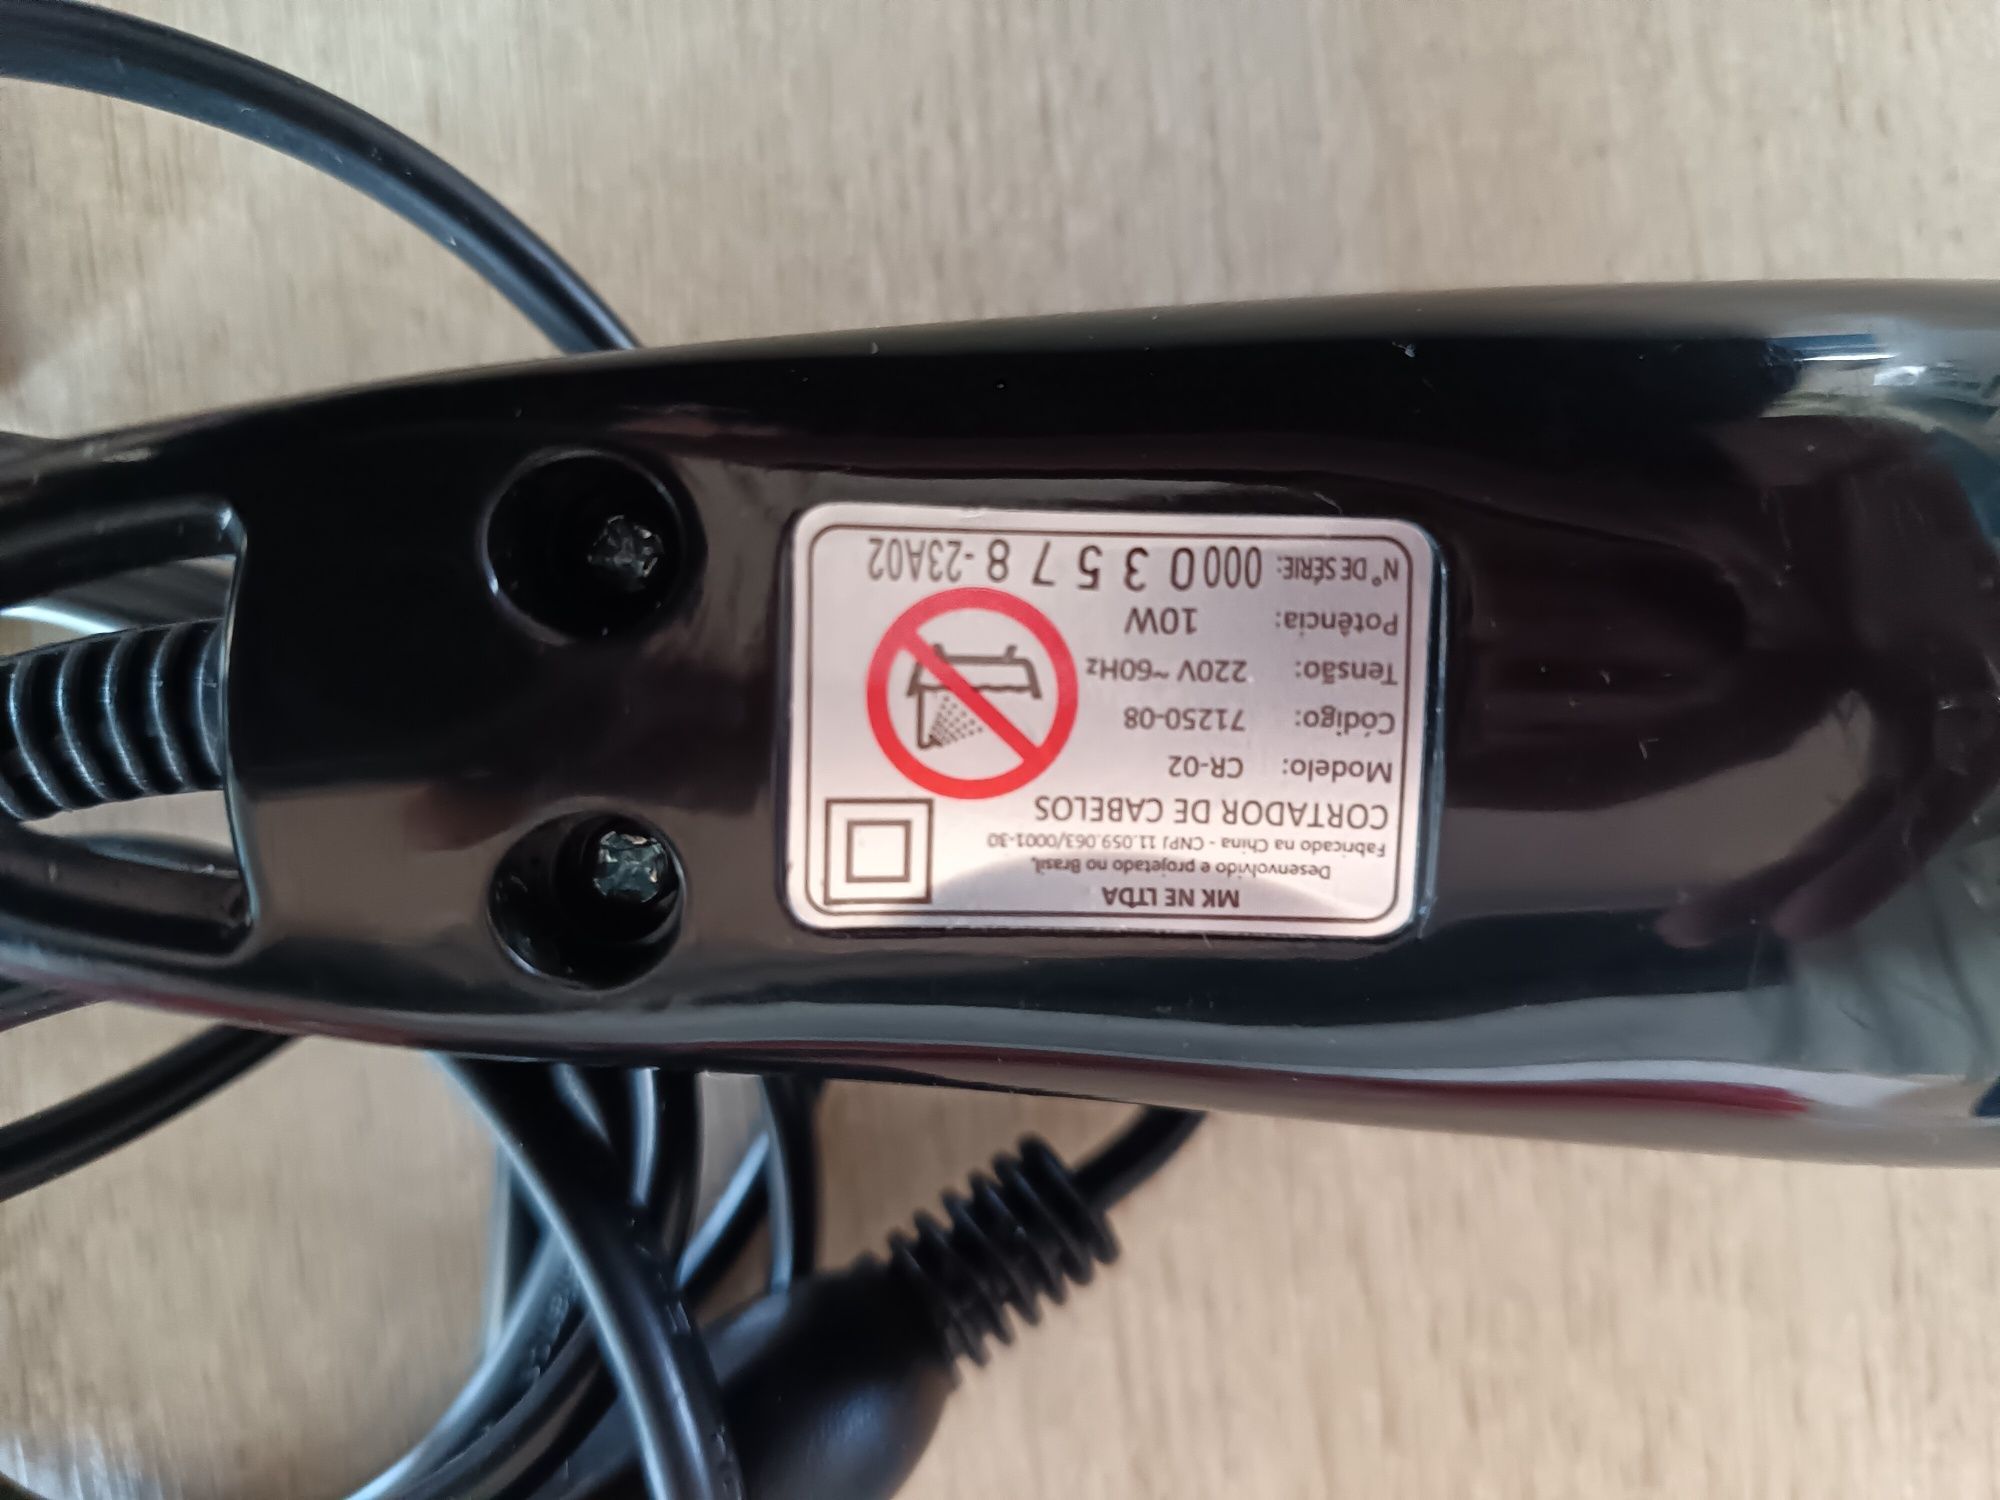 MK NE LTDA
Desenvolvido e projetado no Brasil,
Fabricado na China - CNPJ 11.059.063/0001-30
CORTADOR DE CABELOS
Modelo: CR-02
Código: 71250-08
Tensão: 220V ~60Hz
Potência: 10W
N° DE SÉRIE: 0000 3 5 7 8 -23A02